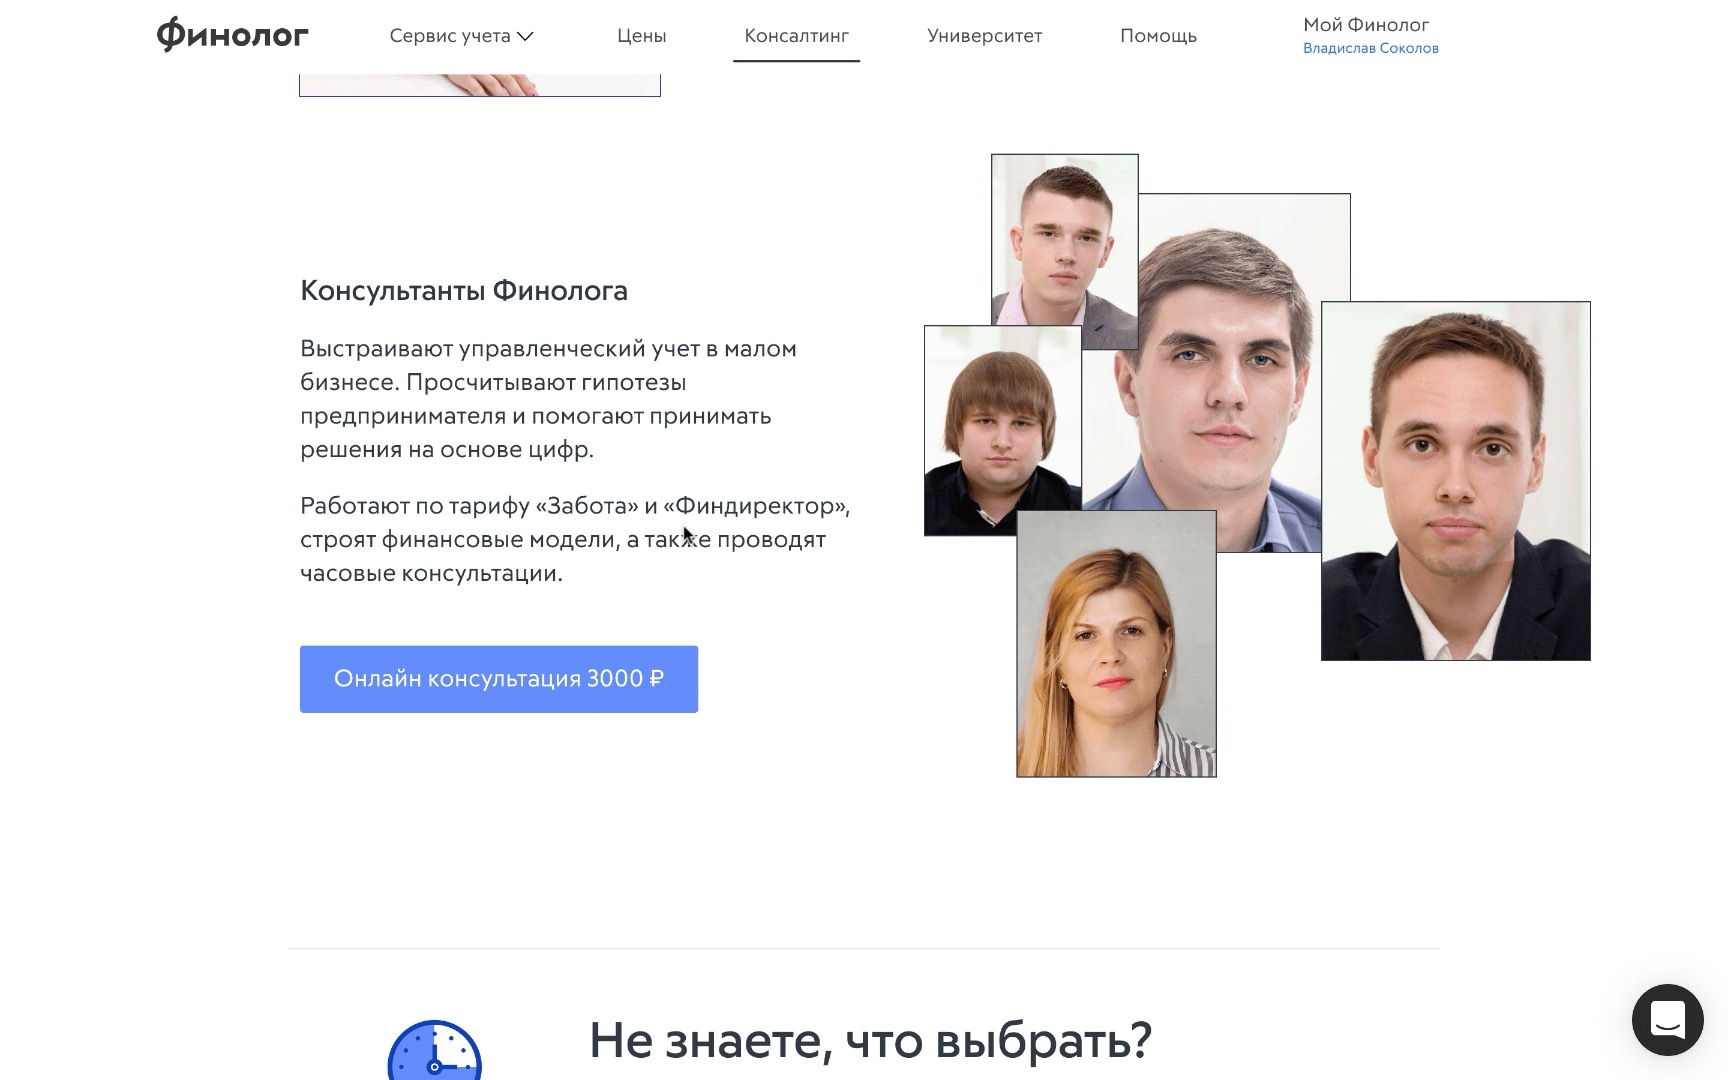 Финолог
Сервис учета
Цены
Консалтинг
Университет
Помощь
Мой Финолог
Владислав Соколов
Консультанты Финолога
Выстраивают управленческий учет в малом
бизнесе. Просчитывают гипотезы
предпринимателя и помогают принимать
решения на основе цифр.
Работают по тарифу «Забота» и «Финдиректор»,
строят финансовые модели, а также проводят
часовые консультации.
Онлайн консультация 3000 ₽
Не знаете, что выбрать?